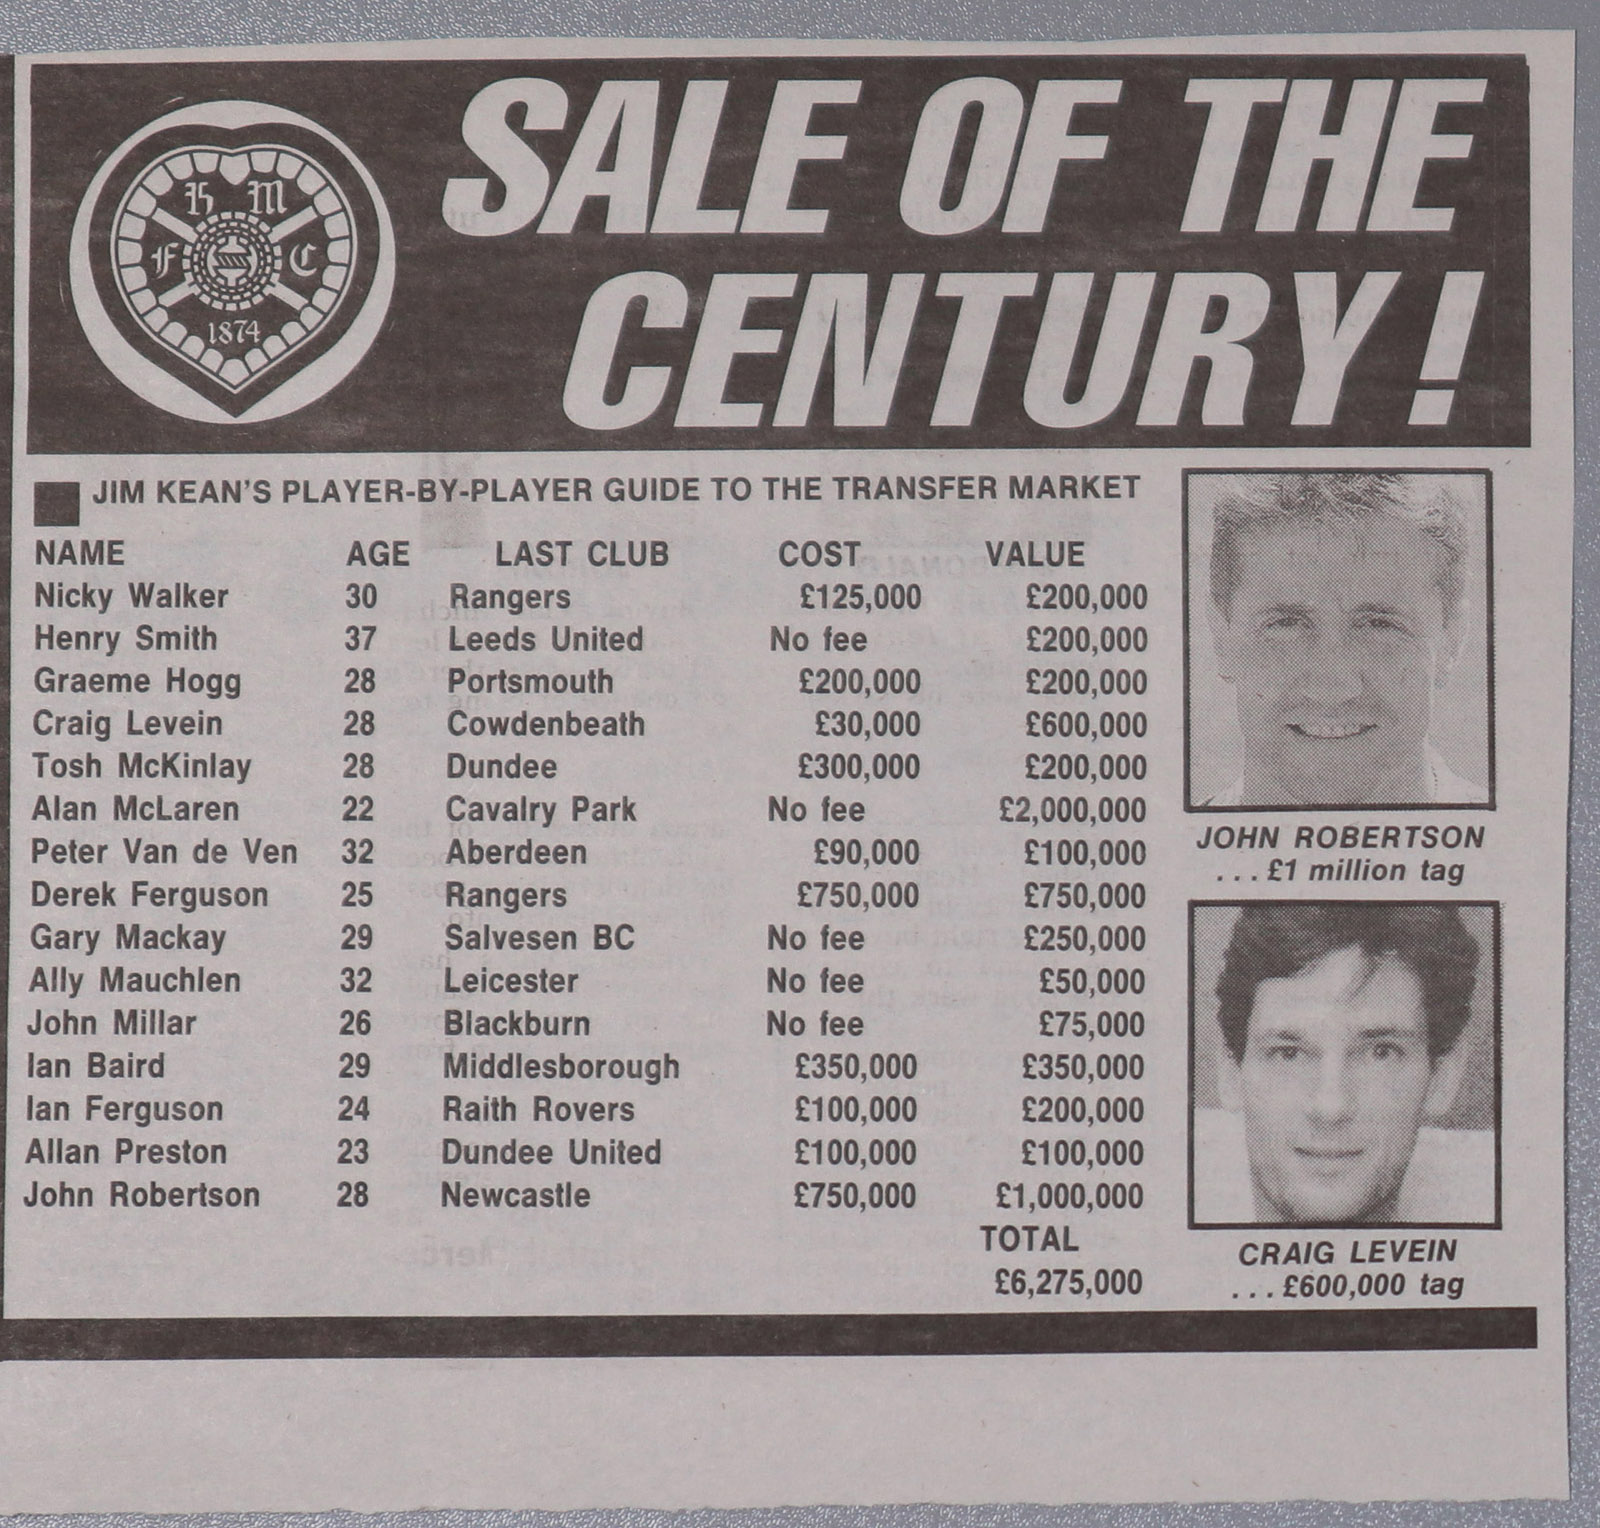 SALE OF THE
CENTURY!
H M
F C
1874
JIM KEAN'S PLAYER-BY-PLAYER GUIDE TO THE TRANSFER MARKET
NAME AGE LAST CLUB COST VALUE
Nicky Walker 30 Rangers £125,000 £200,000
Henry Smith 37 Leeds United No fee £200,000
Graeme Hogg 28 Portsmouth £200,000 £200,000
Craig Levein 28 Cowdenbeath £30,000 £600,000
Tosh McKinlay 28 Dundee £300,000 £200,000
Alan McLaren 22 Cavalry Park No fee £2,000,000
Peter Van de Ven 32 Aberdeen £90,000 £100,000
Derek Ferguson 25 Rangers £750,000 £750,000
Gary Mackay 29 Salvesen BC No fee £250,000
Ally Mauchlen 32 Leicester No fee £50,000
John Millar 26 Blackburn No fee £75,000
Ian Baird 29 Middlesborough £350,000 £350,000
Ian Ferguson 24 Raith Rovers £100,000 £200,000
Allan Preston 23 Dundee United £100,000 £100,000
John Robertson 28 Newcastle £750,000 £1,000,000
TOTAL
£6,275,000
JOHN ROBERTSON
...£1 million tag
CRAIG LEVEIN
...£600,000 tag